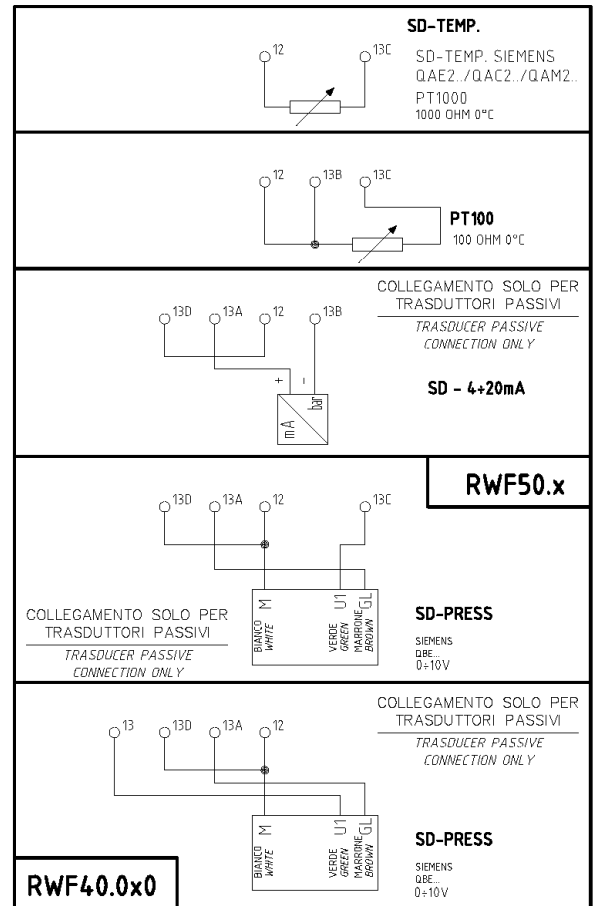 SD-TEMP.
12 13C
SD-TEMP. SIEMENS
QAE2../QAC2../QAM2..
PT1000
1000 OHM 0°C
12 13B 13C
PT100
100 OHM 0°C
COLLEGAMENTO SOLO PER
TRASDUTTORI PASSIVI
TRASDUCER PASSIVE
CONNECTION ONLY
13D 13A 12 13B
+ -
mA bar
SD - 4÷20mA
RWF50.x
13D 13A 12 13C
M U1 GL
BIANCO VERDE MARRONE
WHITE GREEN BROWN
COLLEGAMENTO SOLO PER
TRASDUTTORI PASSIVI
TRASDUCER PASSIVE
CONNECTION ONLY
SD-PRESS
SIEMENS
QBE...
0÷10V
COLLEGAMENTO SOLO PER
TRASDUTTORI PASSIVI
TRASDUCER PASSIVE
CONNECTION ONLY
13 13D 13A 12
M U1 GL
BIANCO VERDE MARRONE
WHITE GREEN BROWN
SD-PRESS
SIEMENS
QBE...
0÷10V
RWF40.0x0